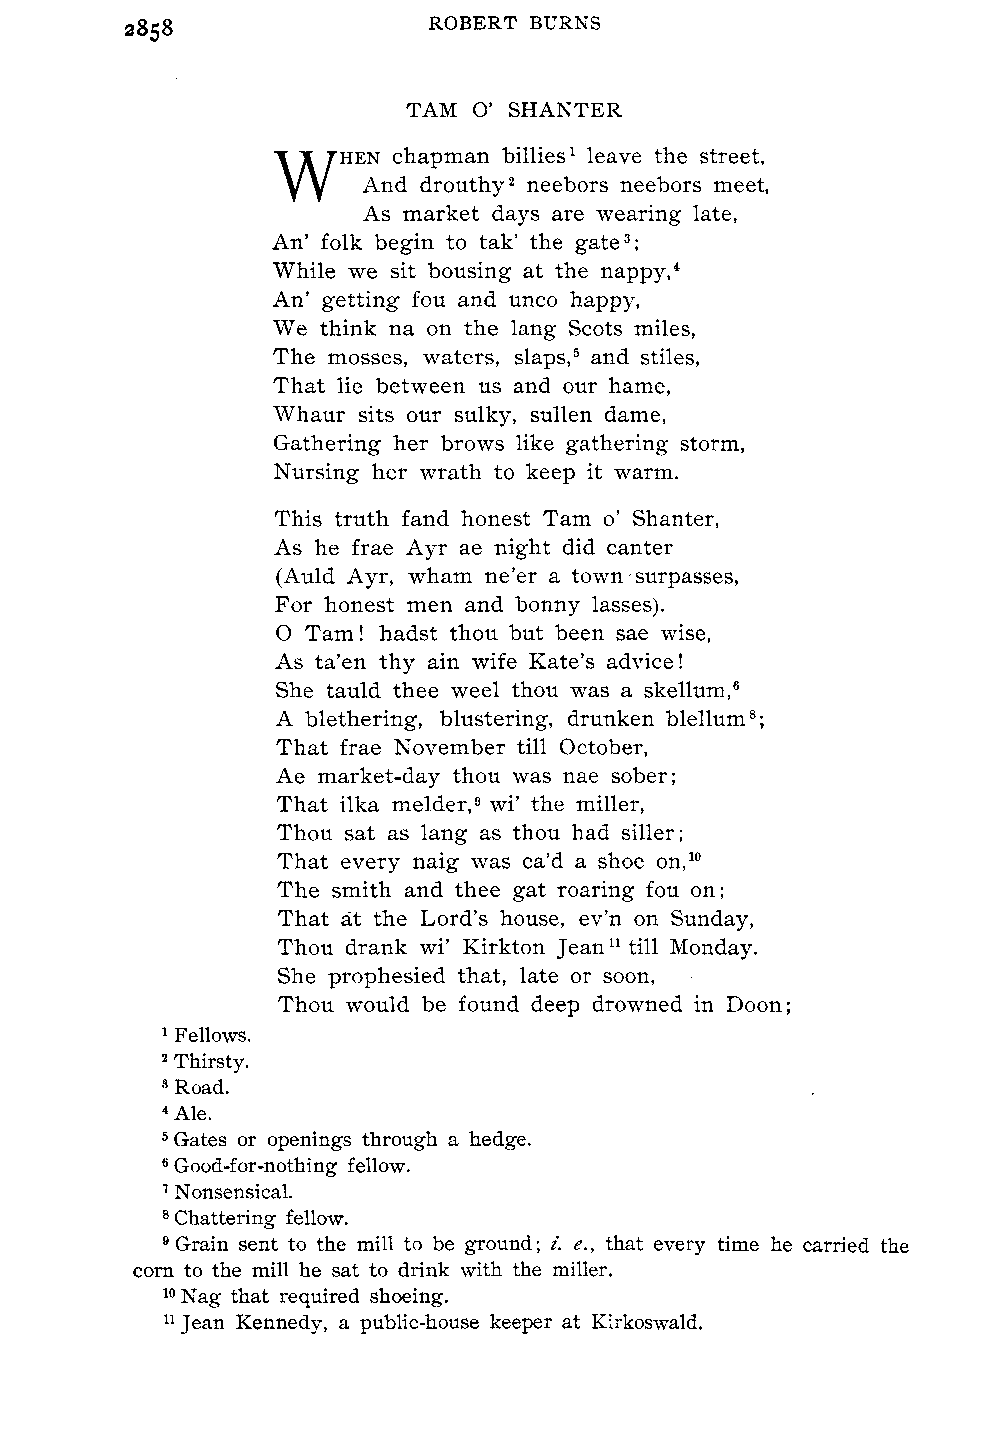 2858
ROBERT BURNS
TAM O' SHANTER
WHEN chapman billies¹ leave the street,
And drouthy² neebors neebors meet,
As market days are wearing late,
An' folk begin to tak' the gate³;
While we sit bousing at the nappy,⁴
An' getting fou and unco happy,
We think na on the lang Scots miles,
The mosses, waters, slaps,⁵ and stiles,
That lie between us and our hame,
Whaur sits our sulky, sullen dame,
Gathering her brows like gathering storm,
Nursing her wrath to keep it warm.
This truth fand honest Tam o' Shanter,
As he frae Ayr ae night did canter
(Auld Ayr, wham ne'er a town surpasses,
For honest men and bonny lasses).
O Tam! hadst thou but been sae wise,
As ta'en thy ain wife Kate's advice!
She tauld thee weel thou was a skellum,⁶
A blethering, blustering, drunken blellum⁸;
That frae November till October,
Ae market-day thou was nae sober;
That ilka melder,⁹ wi' the miller,
Thou sat as lang as thou had siller;
That every naig was ca'd a shoe on,¹⁰
The smith and thee gat roaring fou on;
That at the Lord's house, ev'n on Sunday,
Thou drank wi' Kirkton Jean¹¹ till Monday.
She prophesied that, late or soon,
Thou would be found deep drowned in Doon;
¹ Fellows.
² Thirsty.
³ Road.
⁴ Ale.
⁵ Gates or openings through a hedge.
⁶ Good-for-nothing fellow.
⁷ Nonsensical.
⁸ Chattering fellow.
⁹ Grain sent to the mill to be ground; i. e., that every time he carried the
corn to the mill he sat to drink with the miller.
¹⁰ Nag that required shoeing.
¹¹ Jean Kennedy, a public-house keeper at Kirkoswald.